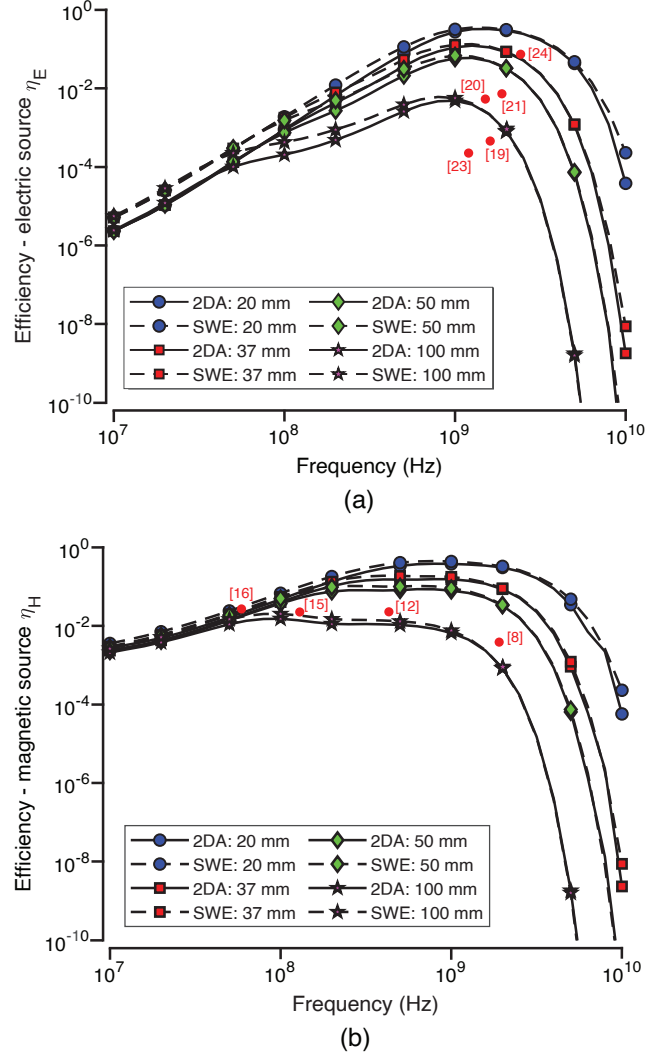 (a)
Efficiency - electric source η_E
10^0
10^-2
10^-4
10^-6
10^-8
10^-10
[24]
[20]
[21]
[23]
[19]
2DA: 20 mm
SWE: 20 mm
2DA: 37 mm
SWE: 37 mm
2DA: 50 mm
SWE: 50 mm
2DA: 100 mm
SWE: 100 mm
10^7
10^8
10^9
10^10
Frequency (Hz)
(a)
Efficiency - magnetic source η_H
10^0
10^-2
10^-4
10^-6
10^-8
10^-10
[16]
[15]
[12]
[8]
2DA: 20 mm
SWE: 20 mm
2DA: 37 mm
SWE: 37 mm
2DA: 50 mm
SWE: 50 mm
2DA: 100 mm
SWE: 100 mm
10^7
10^8
10^9
10^10
Frequency (Hz)
(b)